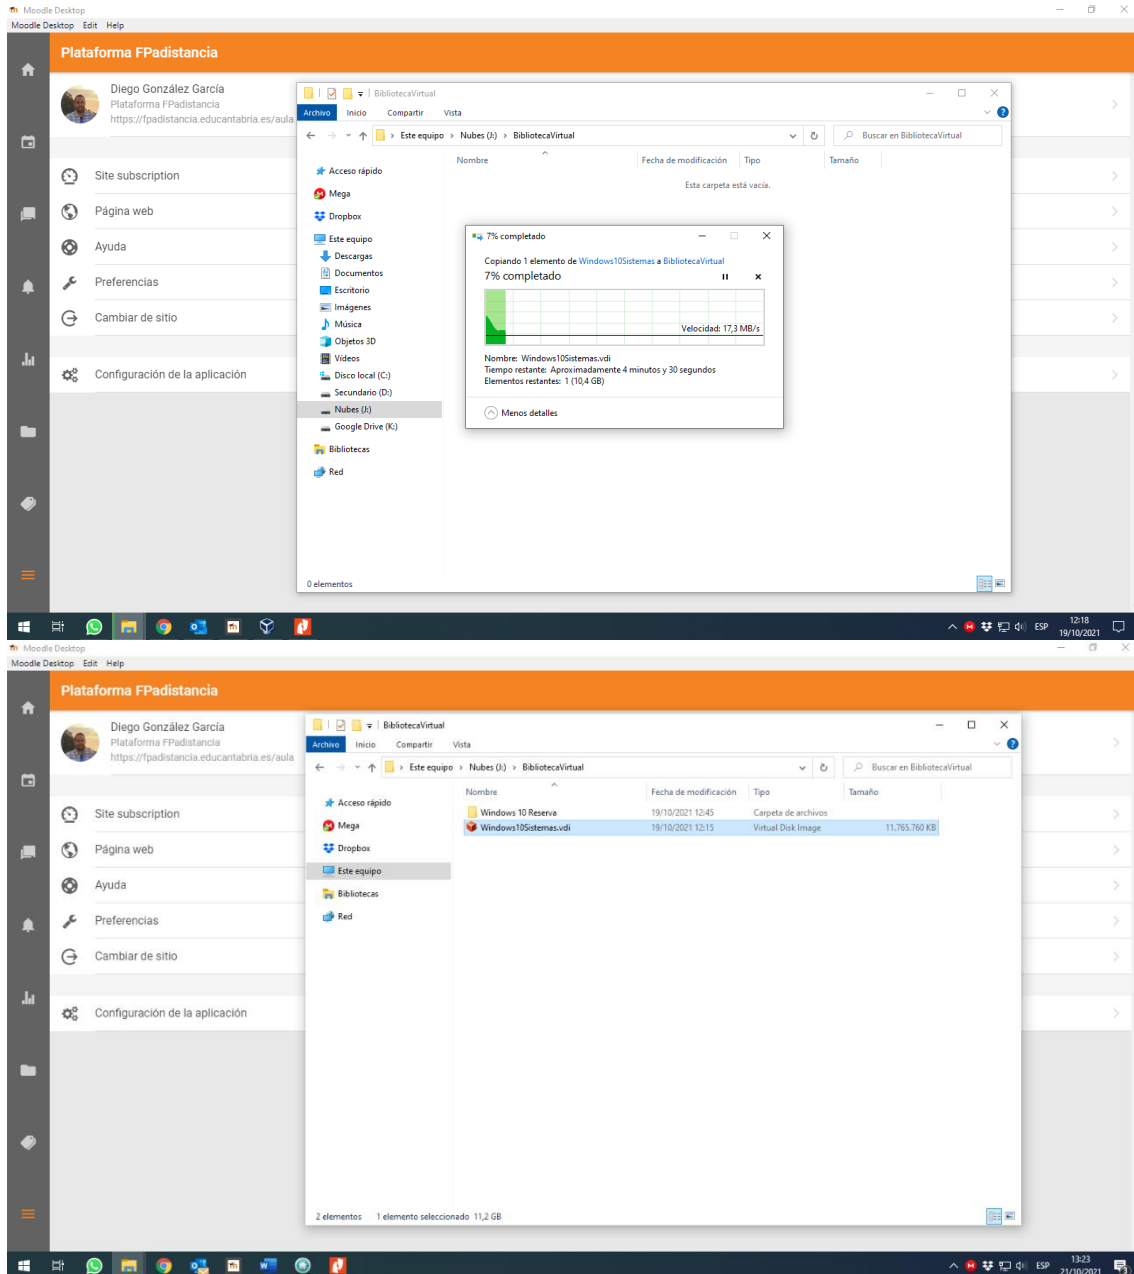 Moodle Desktop
Moodle Desktop Edit Help
Plataforma FPadistancia
Diego González García
Plataforma FPadistancia
https://fpadistancia.educantabria.es/aula
Site subscription
Página web
Ayuda
Preferencias
Cambiar de sitio
Configuración de la aplicación
BibliotecaVirtual
Archivo Inicio Compartir Vista
Este equipo > Nubes (J:) > BibliotecaVirtual
Buscar en BibliotecaVirtual
Nombre Fecha de modificación Tipo Tamaño
Esta carpeta está vacía.
Acceso rápido
Mega
Dropbox
Este equipo
Descargas
Documentos
Escritorio
Imágenes
Música
Objetos 3D
Vídeos
Disco local (C:)
Secundario (D:)
Nubes (J:)
Google Drive (K:)
Bibliotecas
Red
0 elementos
7% completado
Copiando 1 elemento de Windows10Sistemas a BibliotecaVirtual
7% completado
Velocidad: 17,3 MB/s
Nombre: Windows10Sistemas.vdi
Tiempo restante: Aproximadamente 4 minutos y 30 segundos
Elementos restantes: 1 (10,4 GB)
Menos detalles
ESP
12:18
19/10/2021
Moodle Desktop
Moodle Desktop Edit Help
Plataforma FPadistancia
Diego González García
Plataforma FPadistancia
https://fpadistancia.educantabria.es/aula
Site subscription
Página web
Ayuda
Preferencias
Cambiar de sitio
Configuración de la aplicación
BibliotecaVirtual
Archivo Inicio Compartir Vista
Este equipo > Nubes (J:) > BibliotecaVirtual
Buscar en BibliotecaVirtual
Nombre Fecha de modificación Tipo Tamaño
Windows 10 Reserva 19/10/2021 12:45 Carpeta de archivos
Windows10Sistemas.vdi 19/10/2021 12:15 Virtual Disk Image 11.765.760 KB
Acceso rápido
Mega
Dropbox
Este equipo
Bibliotecas
Red
2 elementos 1 elemento seleccionado 11,2 GB
ESP
13:23
21/10/2021